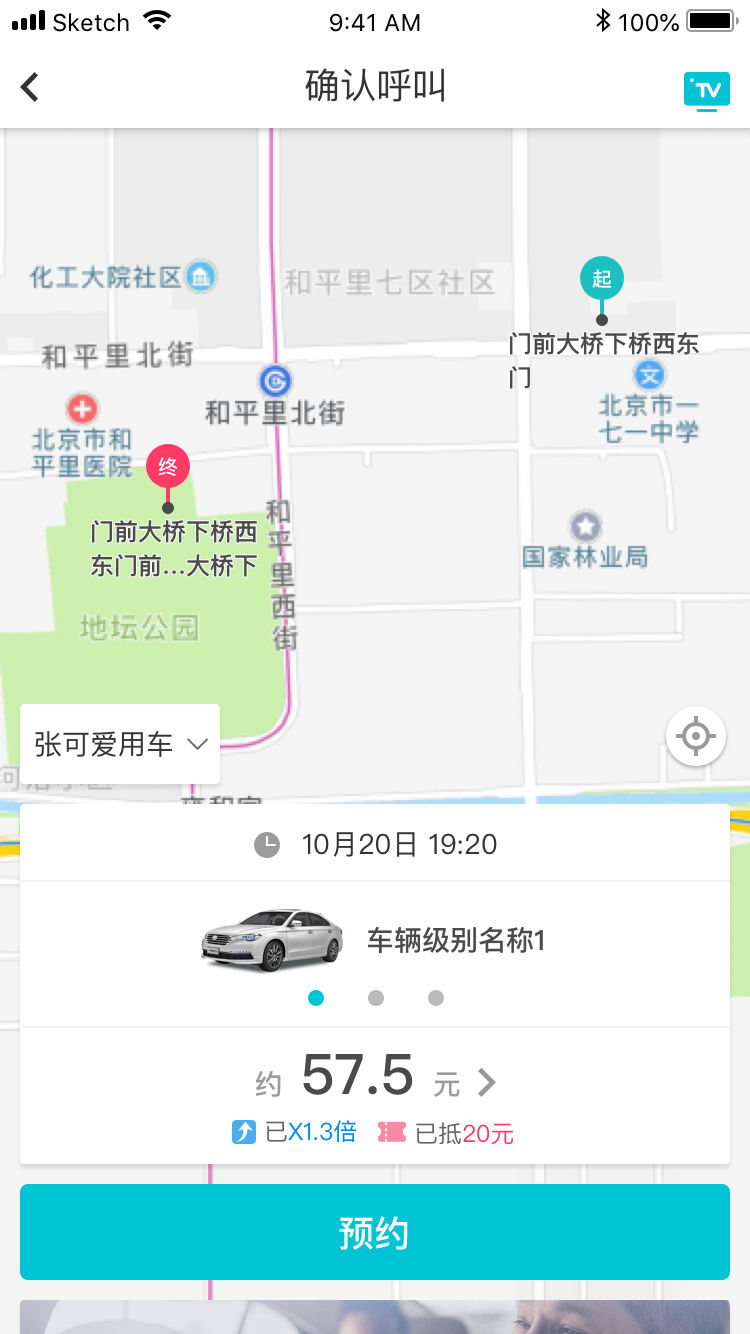 Sketch 9:41 AM 100%
确认呼叫
TV
化工大院社区
和平里七区社区
起
门前大桥下桥西东
门
和平里北街
和平里北街
北京市一
七一中学
北京市和
平里医院
终
门前大桥下桥西
东门前...大桥下
和平里西街
国家林业局
地坛公园
张可爱用车
10月20日 19:20
车辆级别名称1
约 57.5 元
已X1.3倍 已抵20元
预约